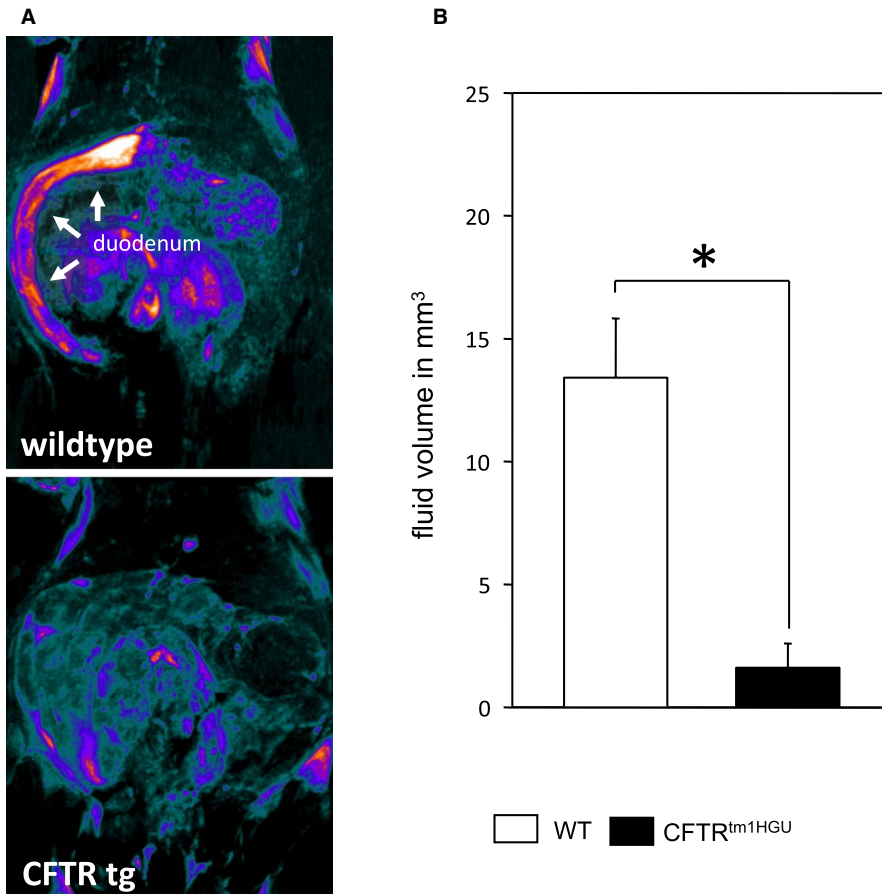 A
duodenum
wildtype
CFTR tg
B
25
20
15
10
5
0
fluid volume in mm³
*
WT
CFTRtm1HGU